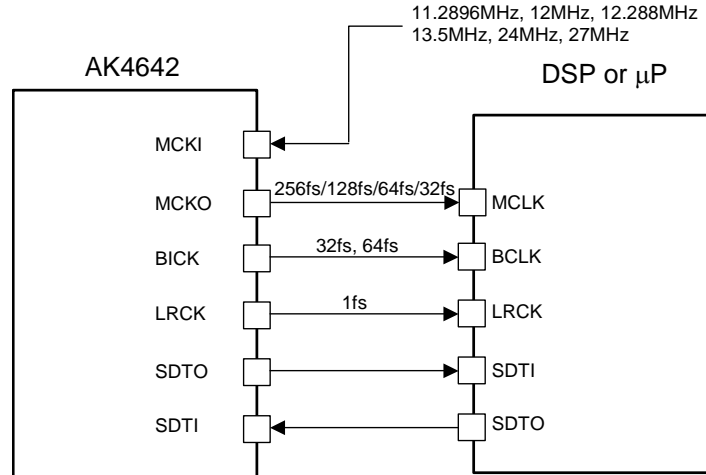 11.2896MHz, 12MHz, 12.288MHz
13.5MHz, 24MHz, 27MHz
AK4642
DSP or μP
MCKI
MCKO
256fs/128fs/64fs/32fs
MCLK
BICK
32fs, 64fs
BCLK
LRCK
1fs
LRCK
SDTO
SDTI
SDTI
SDTO